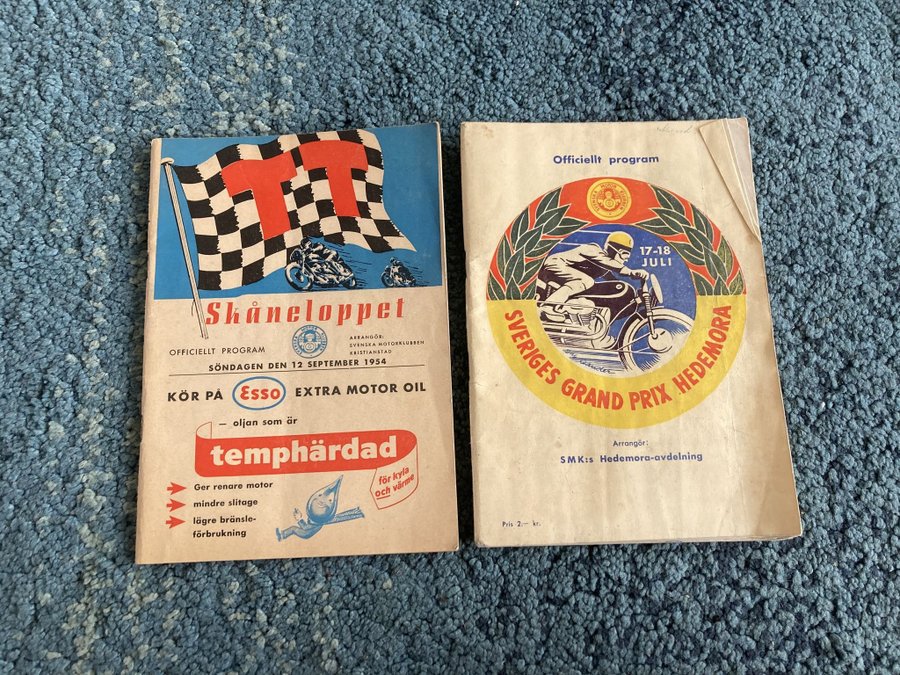 TT
Skåneloppet
OFFICIELLT PROGRAM
ARRANGÖR:
SVENSKA MOTORKLUBBEN
KRISTIANSTAD
SÖNDAGEN DEN 12 SEPTEMBER 1954
KÖR PÅ Esso EXTRA MOTOR OIL
— oljan som är
temphärdad
för kyla
och värme
Ger renare motor
mindre slitage
lägre bränsle-
förbrukning
Officiellt program
17-18
JULI
SVERIGES GRAND PRIX HEDEMORA
Arrangör:
SMK:s Hedemora-avdelning
Pris 2:— kr.